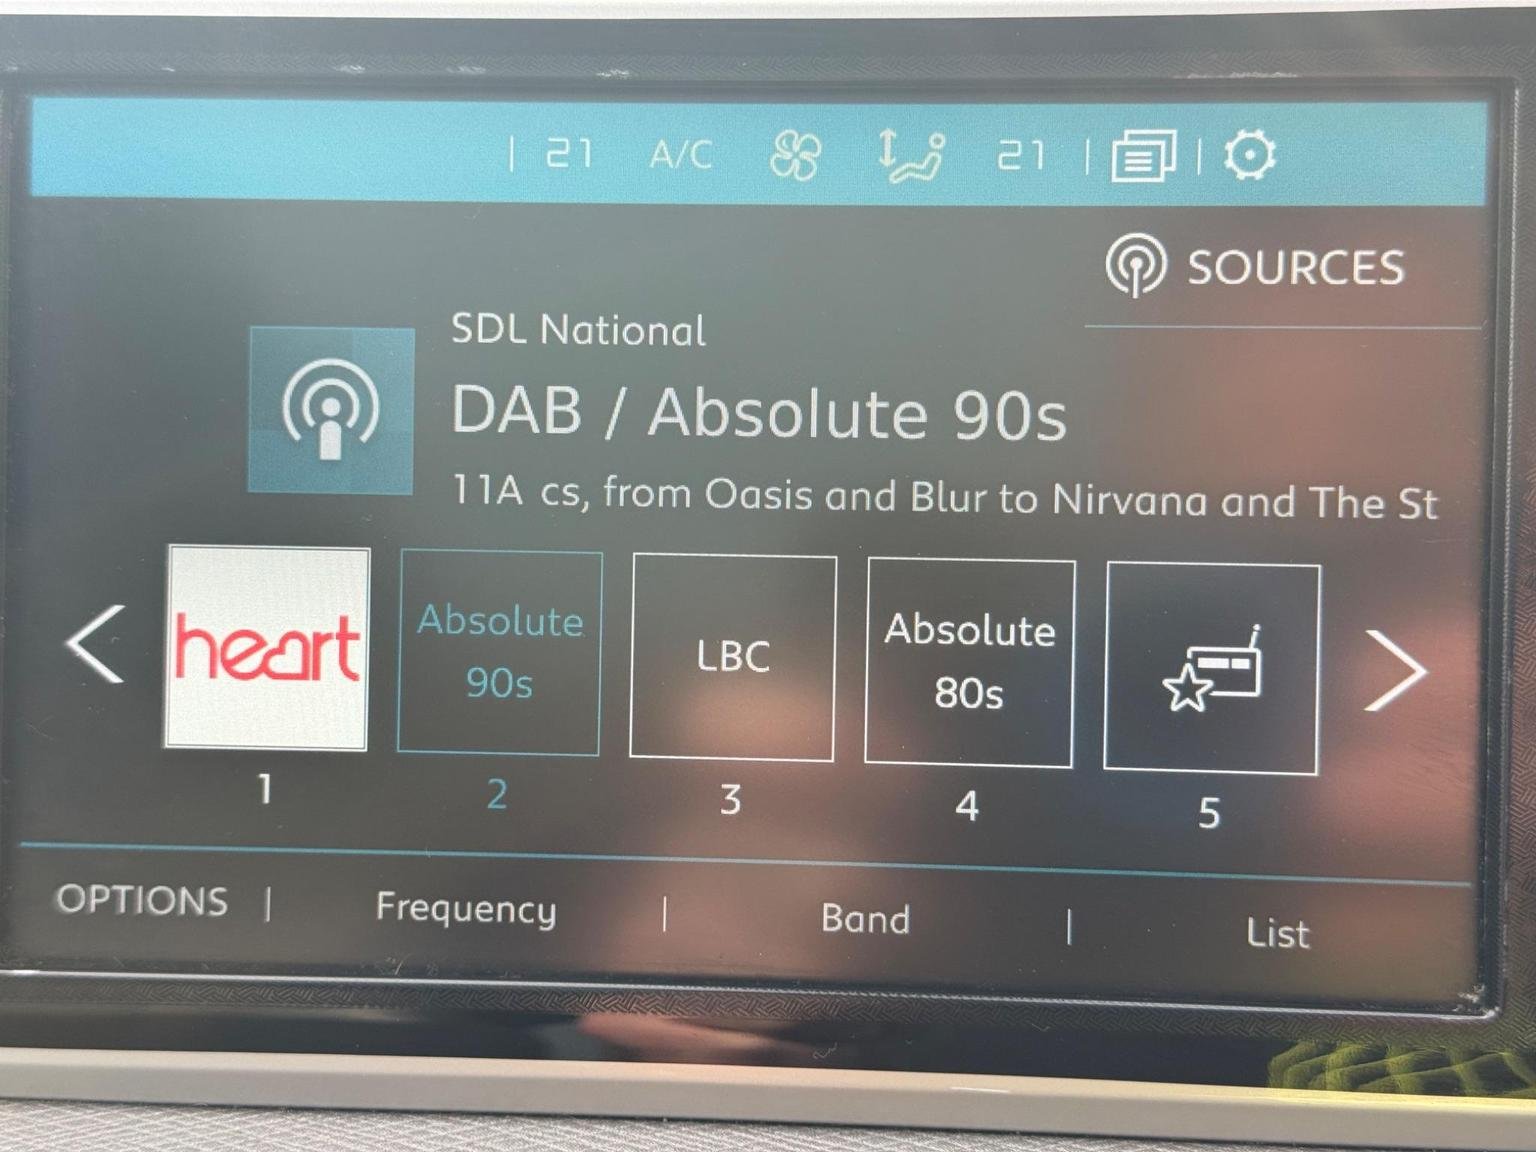 | 21 A/C 21 | |
SOURCES
SDL National
DAB / Absolute 90s
11A cs, from Oasis and Blur to Nirvana and The St
heart
Absolute
90s
LBC
Absolute
80s
1
2
3
4
5
OPTIONS | Frequency | Band | List